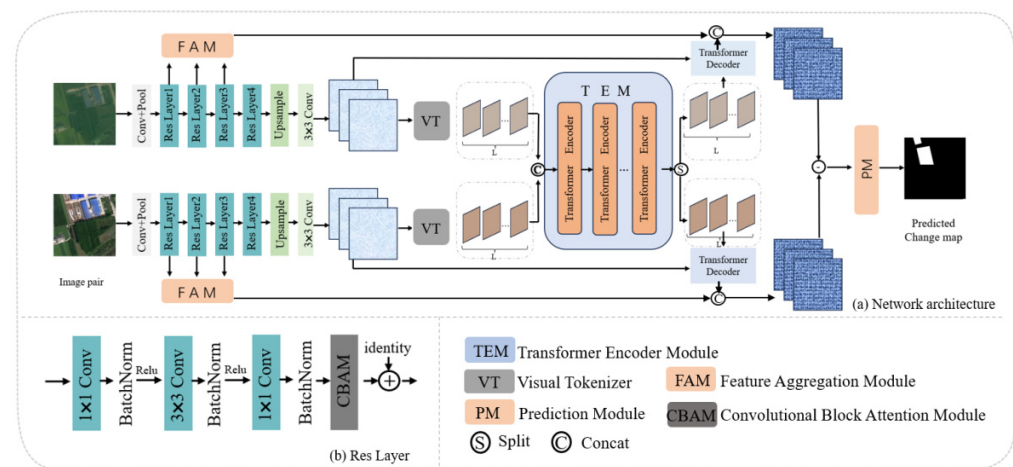 FAM
Conv+Pool
Res Layer1
Res Layer2
Res Layer3
Res Layer4
Upsample
3×3 Conv
VT
L
C
TEM
Transformer Encoder
Transformer Encoder
...
Transformer Encoder
S
L
Transformer
Decoder
C
-
PM
Predicted
Change map
Image pair
Conv+Pool
Res Layer1
Res Layer2
Res Layer3
Res Layer4
Upsample
3×3 Conv
VT
L
L
Transformer
Decoder
C
FAM
(a) Network architecture
1×1 Conv
BatchNorm
Relu
3×3 Conv
BatchNorm
Relu
1×1 Conv
BatchNorm
CBAM
identity
+
(b) Res Layer
TEM Transformer Encoder Module
VT Visual Tokenizer
FAM Feature Aggregation Module
PM Prediction Module
CBAM Convolutional Block Attention Module
S Split
C Concat